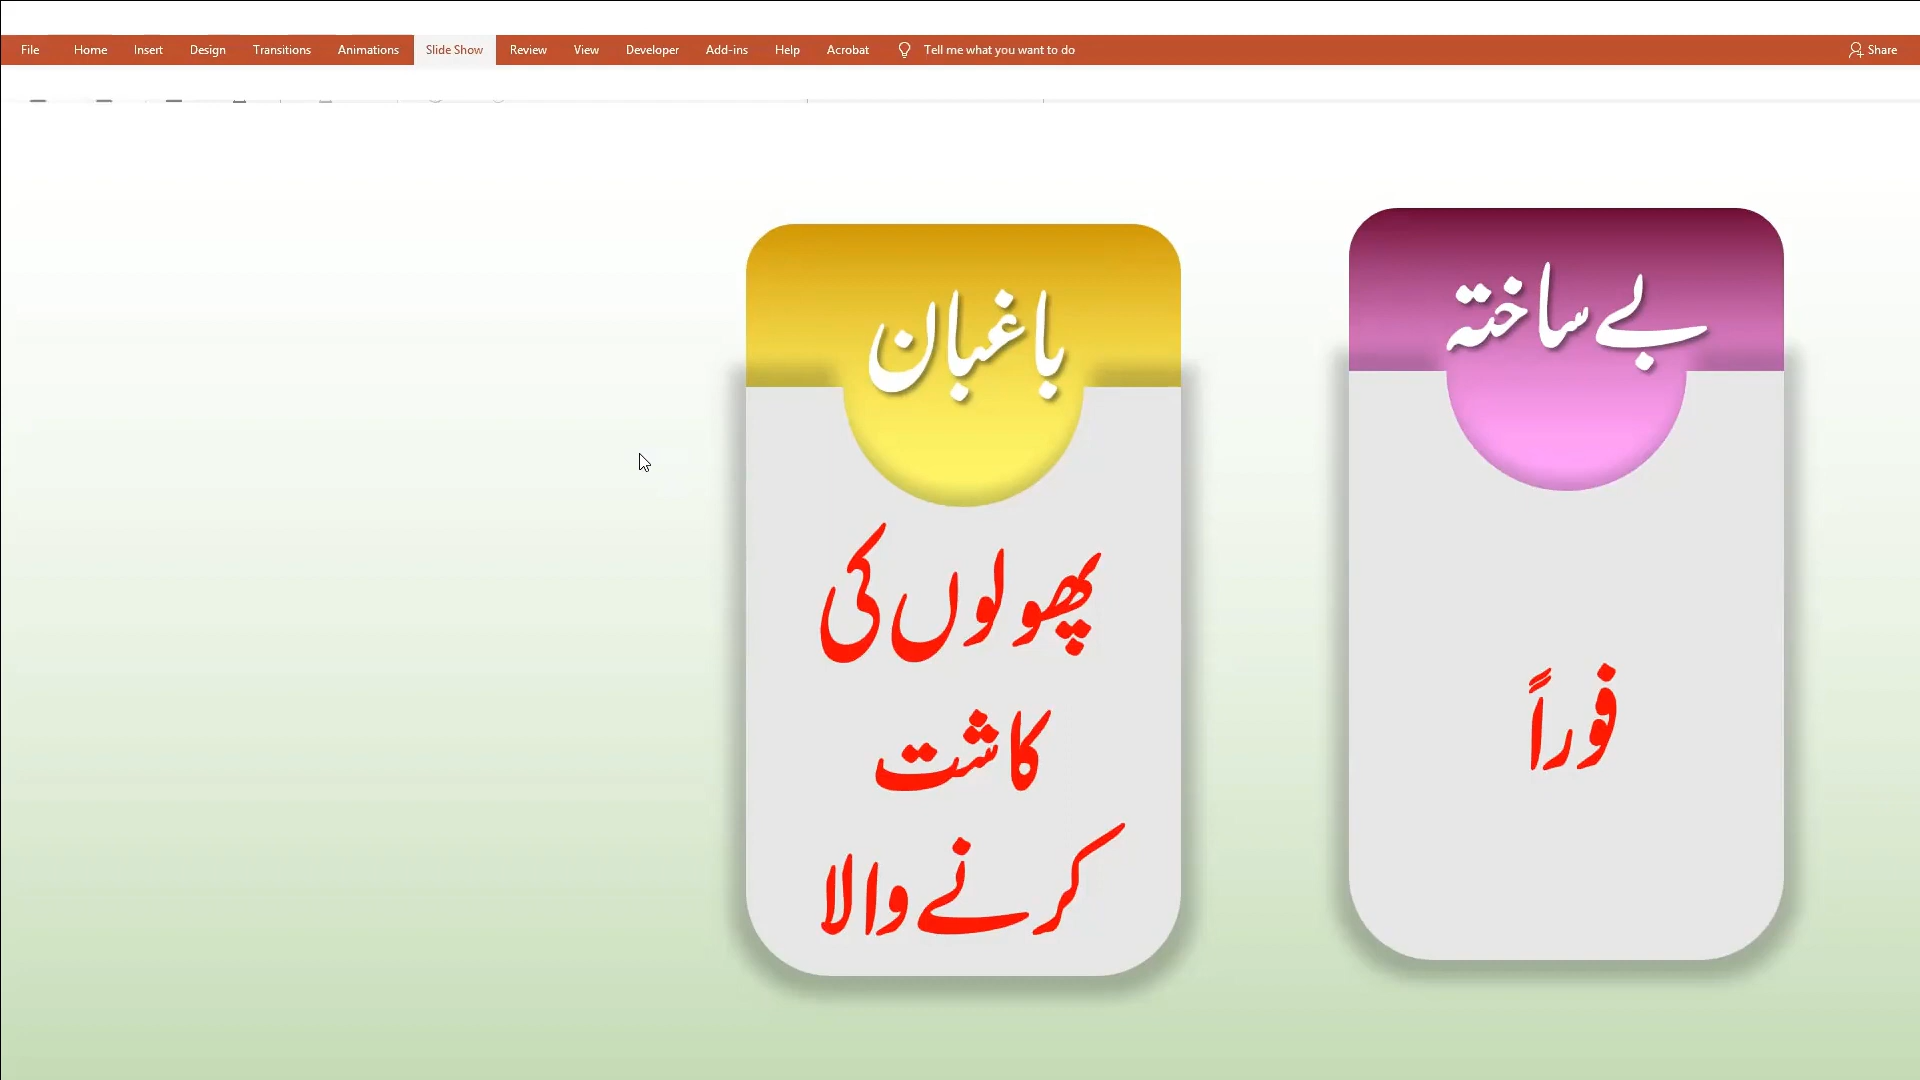 File Home Insert Design Transitions Animations Slide Show Review View Developer Add-ins Help Acrobat Tell me what you want to do Share
بے ساختہ
فوراً
باغبان
پھولوں کی
کاشت
کرنے والا